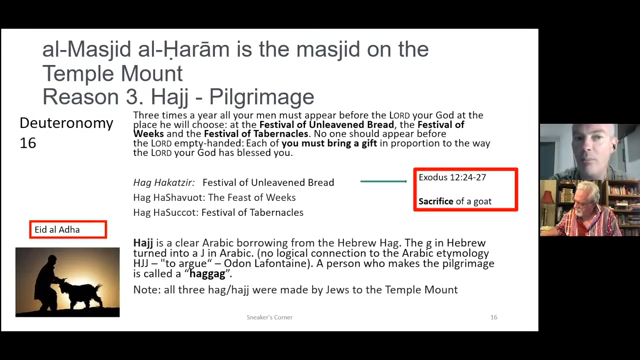 al-Masjid al-Ḥarām is the masjid on the
Temple Mount
Reason 3. Hajj - Pilgrimage
Deuteronomy
16
Three times a year all your men must appear before the LORD your God at
the place he will choose: at the Festival of Unleavened Bread, the Festival of
Weeks and the Festival of Tabernacles. No one should appear before
the LORD empty-handed: Each of you must bring a gift in proportion to the way
the LORD your God has blessed you.
Hag Hakatzir: Festival of Unleavened Bread
Hag HaShavuot: The Feast of Weeks
Hag HaSuccot: Festival of Tabernacles
Exodus 12:24-27
Sacrifice of a goat
Eid al Adha
Hajj is a clear Arabic borrowing from the Hebrew Hag. The g in Hebrew
turned into a J in Arabic. (no logical connection to the Arabic etymology
HJJ – "to argue“ – Odon Lafontaine). A person who makes the pilgrimage
is called a “haggag”.
Note: all three hag/hajj were made by Jews to the Temple Mount
Sneaker's Corner
16